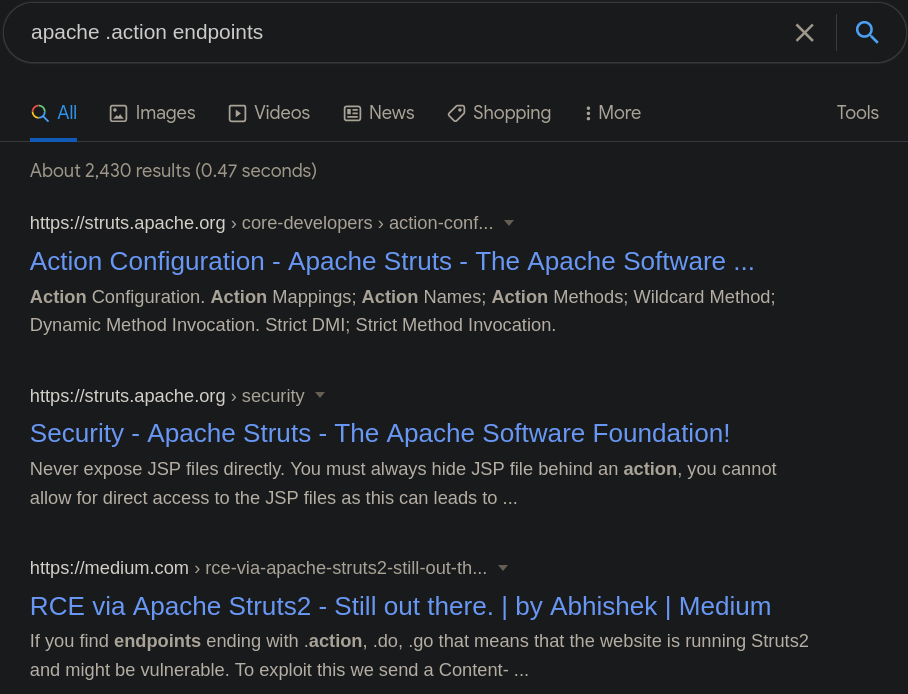 apache .action endpoints
All Images Videos News Shopping More Tools
About 2,430 results (0.47 seconds)
https://struts.apache.org › core-developers › action-conf...
Action Configuration - Apache Struts - The Apache Software ...
Action Configuration. Action Mappings; Action Names; Action Methods; Wildcard Method;
Dynamic Method Invocation. Strict DMI; Strict Method Invocation.
https://struts.apache.org › security
Security - Apache Struts - The Apache Software Foundation!
Never expose JSP files directly. You must always hide JSP file behind an action, you cannot
allow for direct access to the JSP files as this can leads to ...
https://medium.com › rce-via-apache-struts2-still-out-th...
RCE via Apache Struts2 - Still out there. | by Abhishek | Medium
If you find endpoints ending with .action, .do, .go that means that the website is running Struts2
and might be vulnerable. To exploit this we send a Content- ...